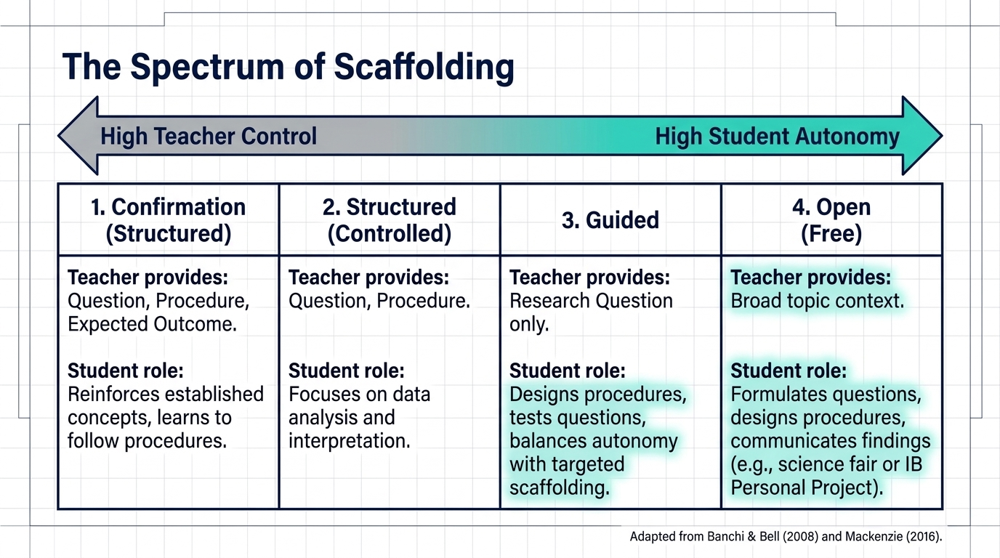 The Spectrum of Scaffolding
High Teacher Control
High Student Autonomy
1. Confirmation
(Structured)
2. Structured
(Controlled)
3. Guided
4. Open
(Free)
Teacher provides:
Question, Procedure,
Expected Outcome.
Student role:
Reinforces established
concepts, learns to
follow procedures.
Teacher provides:
Question, Procedure.
Student role:
Focuses on data
analysis and
interpretation.
Teacher provides:
Research Question
only.
Student role:
Designs procedures,
tests questions,
balances autonomy
with targeted
scaffolding.
Teacher provides:
Broad topic context.
Student role:
Formulates questions,
designs procedures,
communicates findings
(e.g., science fair or IB
Personal Project).
Adapted from Banchi & Bell (2008) and Mackenzie (2016).